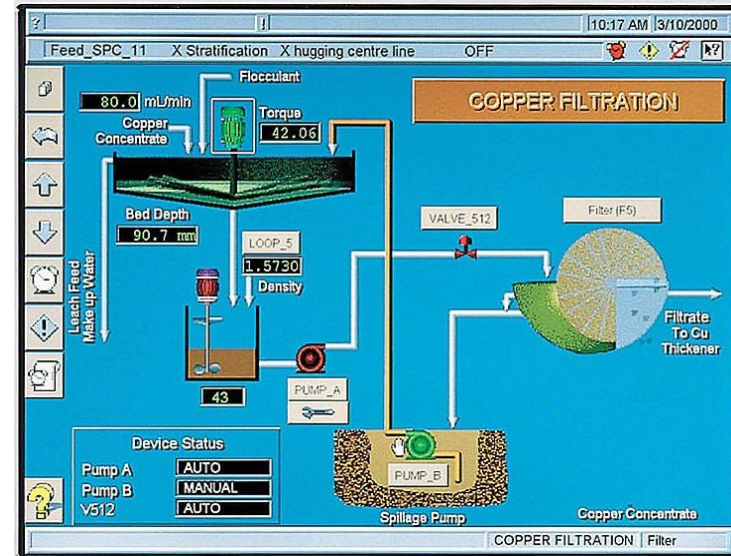 10:17 AM 3/10/2000
Feed_SPC_11 X Stratification X hugging centre line OFF
Flocculant
COPPER FILTRATION
80.0 mL/min
Torque
42.06
Copper
Concentrate
Bed Depth
90.7 mm
LOOP_5
1.5730
Density
VALVE_512
Filter (F5)
Leach Feed
Make up Water
Filtrate
To Cu
Thickener
43
PUMP_A
Device Status
Pump A AUTO
Pump B MANUAL
V512 AUTO
PUMP_B
Spillage Pump
Copper Concentrate
COPPER FILTRATION Filter